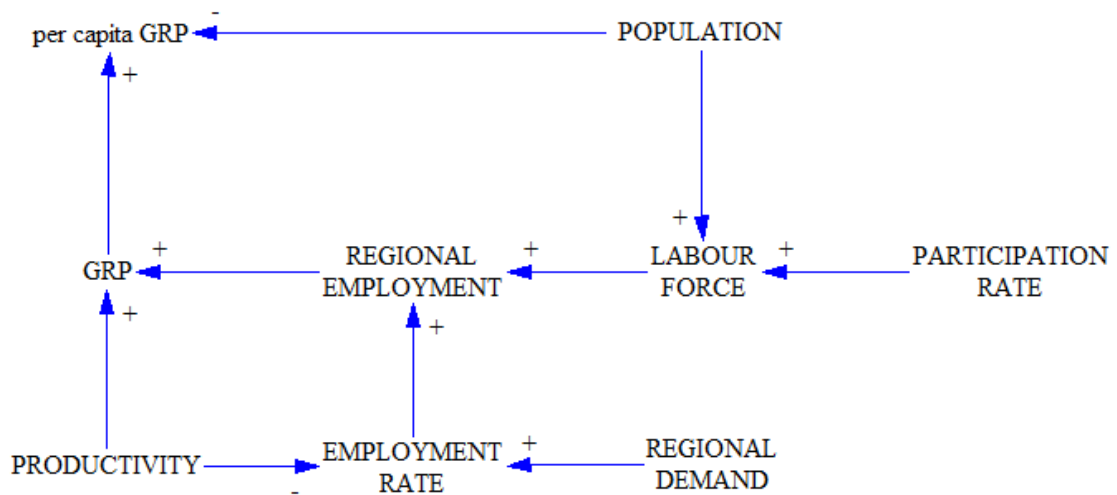 -
per capita GRP
POPULATION
+
+
+
+
+
GRP
REGIONAL
EMPLOYMENT
LABOUR
FORCE
PARTICIPATION
RATE
+
+
PRODUCTIVITY
-
EMPLOYMENT
RATE
+
REGIONAL
DEMAND